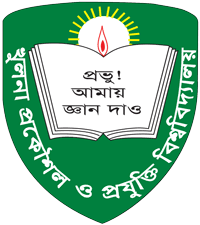 প্রভু!
আমায়
জ্ঞান দাও
খুলনা প্রকৌশল ও প্রযুক্তি বিশ্ববিদ্যালয়